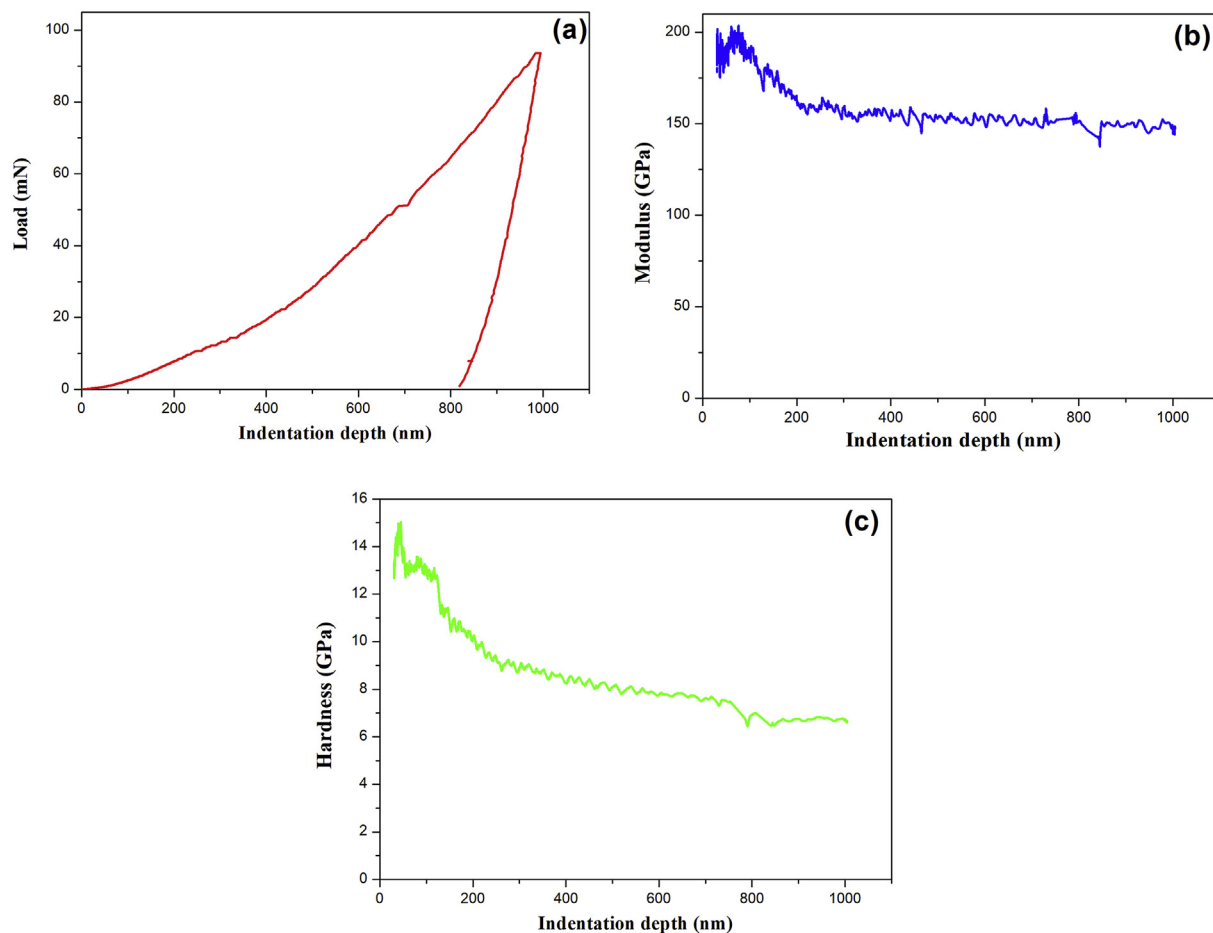 (a)
100
80
60
40
20
0
Load (mN)
0 200 400 600 800 1000
Indentation depth (nm)
(b)
200
150
100
50
0
Modulus (GPa)
0 200 400 600 800 1000
Indentation depth (nm)
(c)
16
14
12
10
8
6
4
2
0
Hardness (GPa)
0 200 400 600 800 1000
Indentation depth (nm)